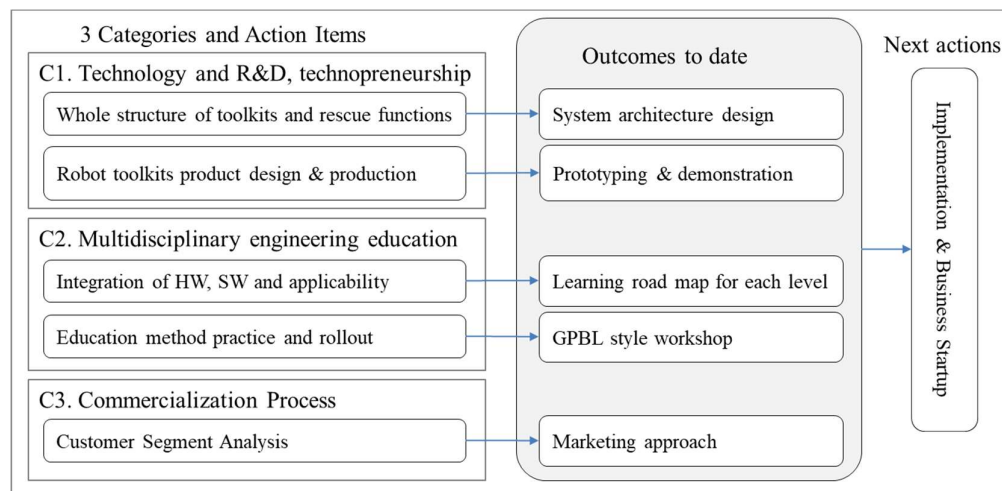 3 Categories and Action Items
C1. Technology and R&D, technopreneurship
Whole structure of toolkits and rescue functions
Robot toolkits product design & production
C2. Multidisciplinary engineering education
Integration of HW, SW and applicability
Education method practice and rollout
C3. Commercialization Process
Customer Segment Analysis
Outcomes to date
System architecture design
Prototyping & demonstration
Learning road map for each level
GPBL style workshop
Marketing approach
Next actions
Implementation & Business Startup